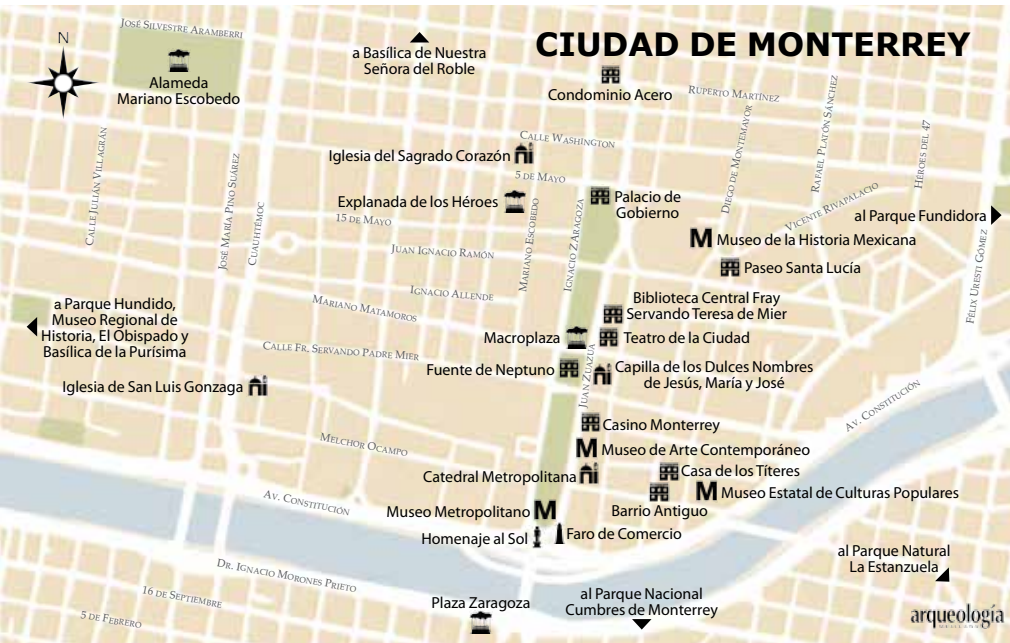 CIUDAD DE MONTERREY
N
JOSÉ SILVESTRE ARAMBERRI
Alameda
Mariano Escobedo
a Basílica de Nuestra
Señora del Roble
Condominio Acero
RUPERTO MARTÍNEZ
RAFAEL PLATÓN SÁNCHEZ
DIEGO DE MONTEMAYOR
HÉROES DEL 47
CALLE WASHINGTON
Iglesia del Sagrado Corazón
5 DE MAYO
CALLE JULIÁN VILLAGRÁN
JOSÉ MARÍA PINO SUÁREZ
CUAUHTÉMOC
Explanada de los Héroes
15 DE MAYO
MARIANO ESCOBEDO
IGNACIO ZARAGOZA
Palacio de
Gobierno
VICENTE RIVAPALACIO
al Parque Fundidora
FÉLIX URESTI GÓMEZ
JUAN IGNACIO RAMÓN
M Museo de la Historia Mexicana
Paseo Santa Lucía
IGNACIO ALLENDE
MARIANO MATAMOROS
a Parque Hundido,
Museo Regional de
Historia, El Obispado y
Basílica de la Purísima
Biblioteca Central Fray
Servando Teresa de Mier
Macroplaza
Teatro de la Ciudad
CALLE FR. SERVANDO PADRE MIER
JUAN ZUAZUA
Fuente de Neptuno
Capilla de los Dulces Nombres
de Jesús, María y José
Iglesia de San Luis Gonzaga
AV. CONSTITUCIÓN
Casino Monterrey
MELCHOR OCAMPO
M Museo de Arte Contemporáneo
Catedral Metropolitana
Casa de los Títeres
M Museo Estatal de Culturas Populares
Barrio Antiguo
AV. CONSTITUCIÓN
Museo Metropolitano M
Homenaje al Sol
Faro de Comercio
al Parque Natural
La Estanzuela
DR. IGNACIO MORONES PRIETO
16 DE SEPTIEMBRE
5 DE FEBRERO
Plaza Zaragoza
al Parque Nacional
Cumbres de Monterrey
arqueología